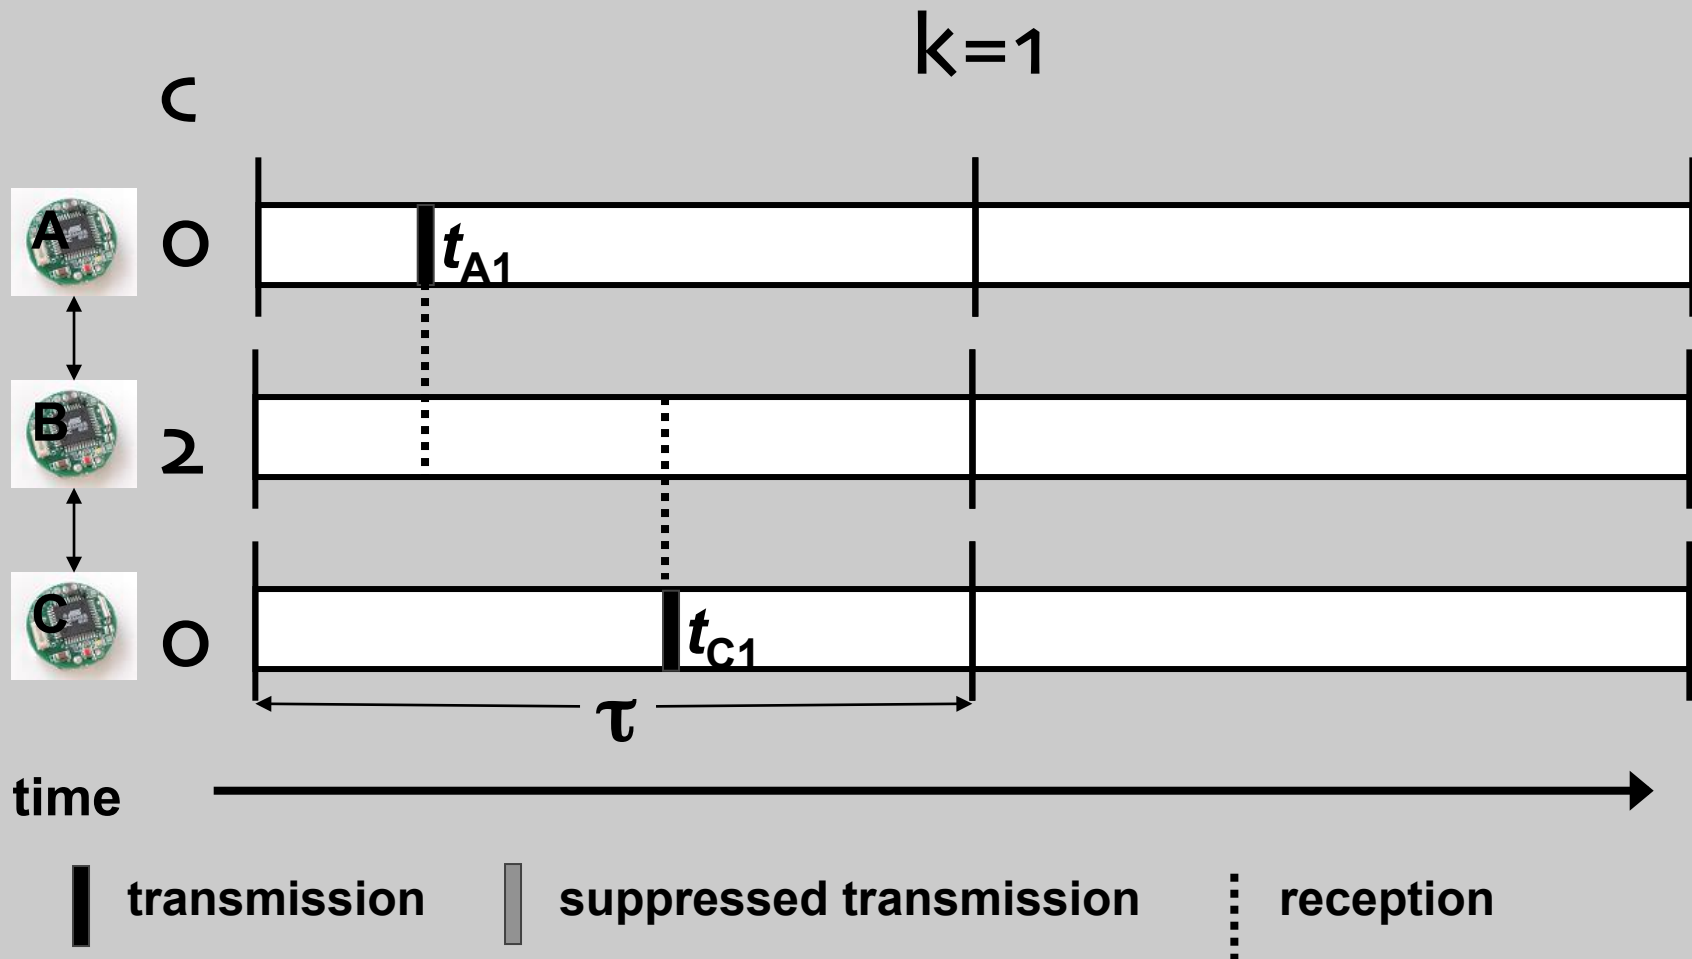 k=1
c
A 0 tA1
B 2
C 0 tC1
τ
time
transmission suppressed transmission reception